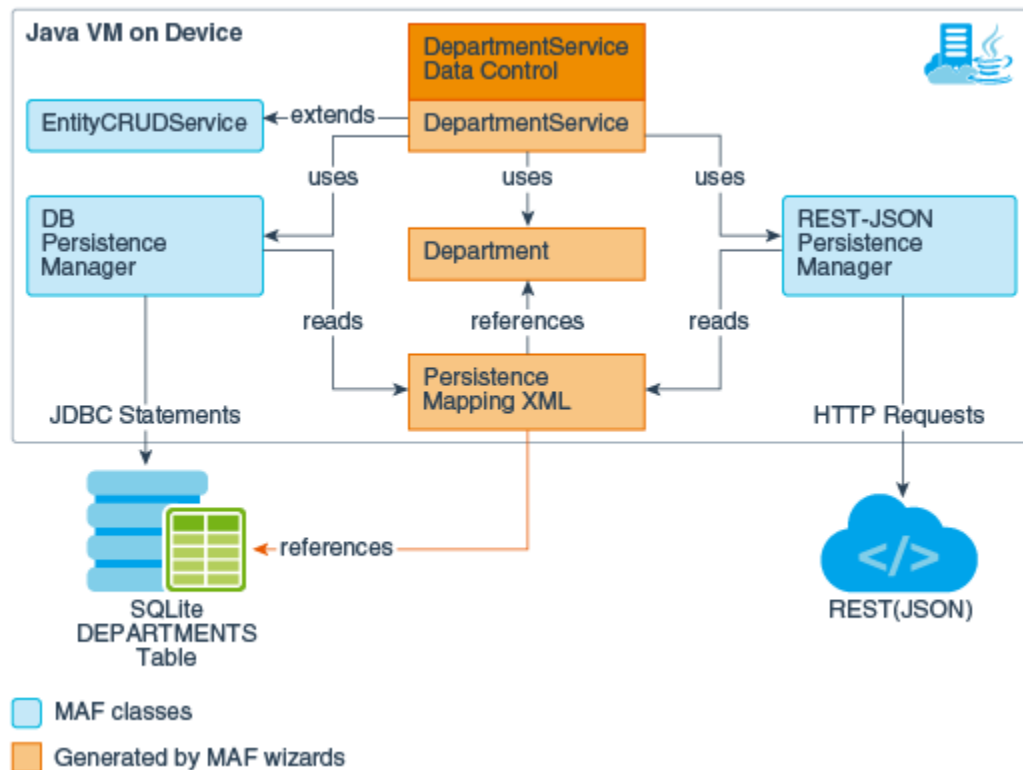 Java VM on Device
DepartmentService
Data Control
EntityCRUDService
extends
DepartmentService
uses
uses
uses
DB
Persistence
Manager
Department
REST-JSON
Persistence
Manager
reads
references
reads
Persistence
Mapping XML
JDBC Statements
HTTP Requests
references
</>
SQLite
DEPARTMENTS
Table
REST(JSON)
MAF classes
Generated by MAF wizards